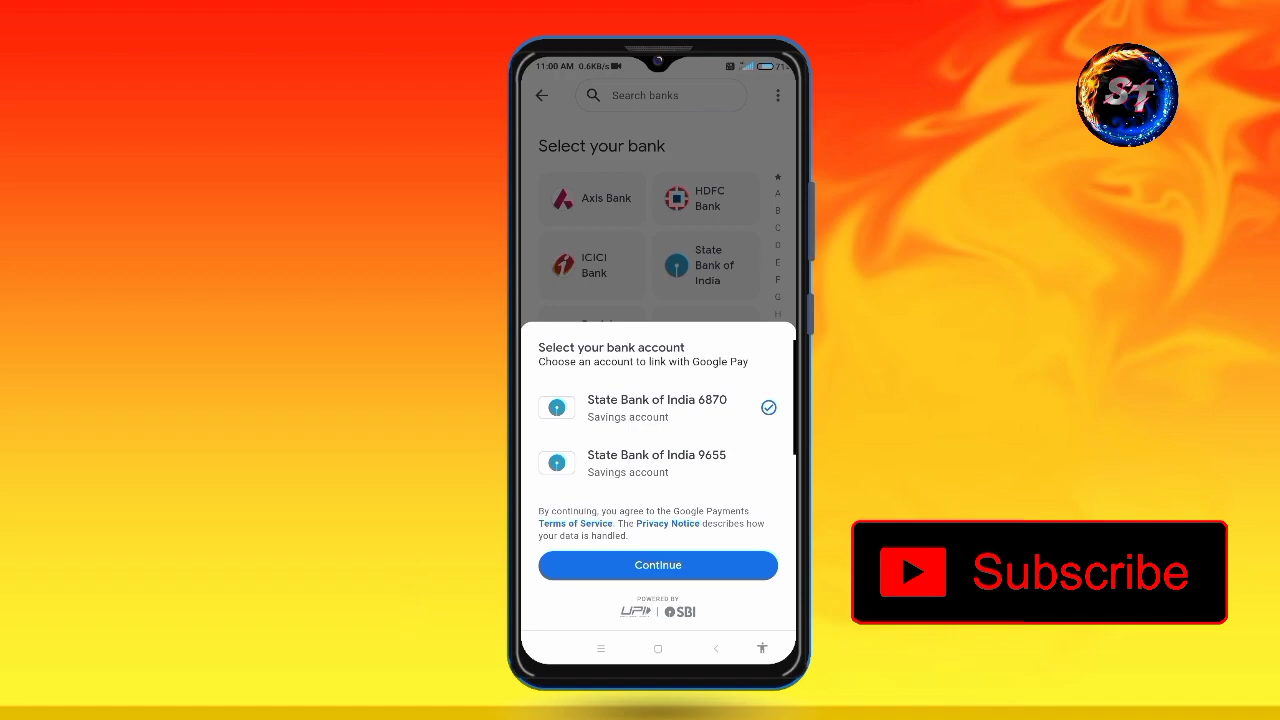 ST
11:00 AM 0.6KB/s
71
Search banks
Select your bank
Axis Bank
HDFC
Bank
ICICI
Bank
State
Bank of
India
A
B
C
D
E
F
G
H
Select your bank account
Choose an account to link with Google Pay
State Bank of India 6870
Savings account
State Bank of India 9655
Savings account
By continuing, you agree to the Google Payments
Terms of Service. The Privacy Notice describes how
your data is handled.
Continue
POWERED BY
UPI | SBI
Subscribe